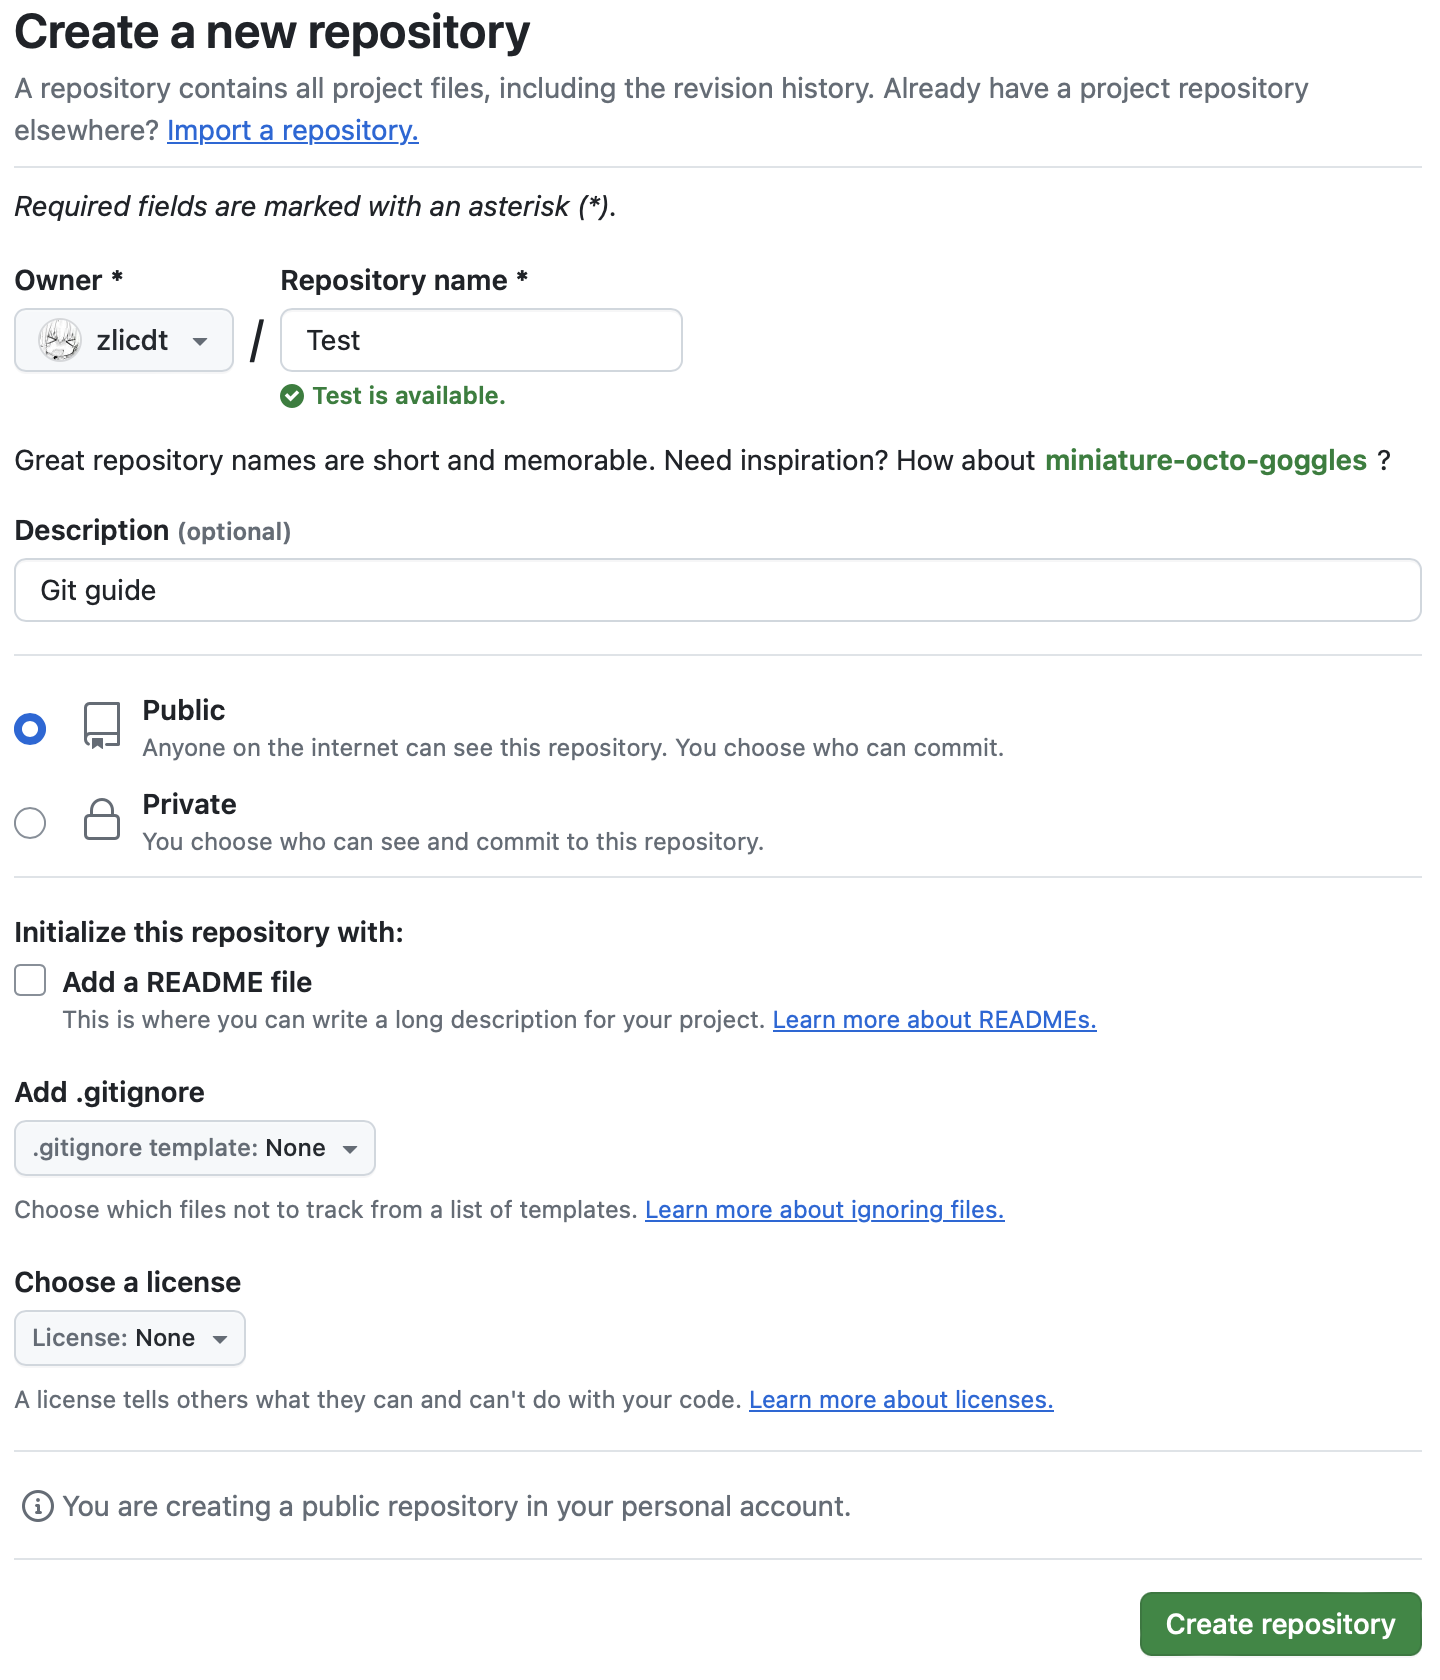 Create a new repository
A repository contains all project files, including the revision history. Already have a project repository
elsewhere? Import a repository.
Required fields are marked with an asterisk (*).
Owner * Repository name *
zlicdt / Test
Test is available.
Great repository names are short and memorable. Need inspiration? How about miniature-octo-goggles ?
Description (optional)
Git guide
Public
Anyone on the internet can see this repository. You choose who can commit.
Private
You choose who can see and commit to this repository.
Initialize this repository with:
Add a README file
This is where you can write a long description for your project. Learn more about READMEs.
Add .gitignore
.gitignore template: None
Choose which files not to track from a list of templates. Learn more about ignoring files.
Choose a license
License: None
A license tells others what they can and can't do with your code. Learn more about licenses.
You are creating a public repository in your personal account.
Create repository